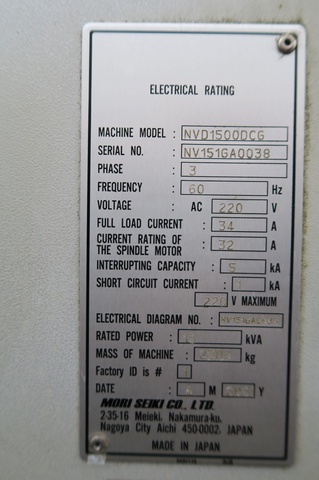 ELECTRICAL RATING
MACHINE MODEL : NVD1500DCG
SERIAL NO. : NV151GA0038
PHASE : 3
FREQUENCY : 60 Hz
VOLTAGE : AC 220 V
FULL LOAD CURRENT : 34 A
CURRENT RATING OF
THE SPINDLE MOTOR : 32 A
INTERRUPTING CAPACITY : 5 kA
SHORT CIRCUIT CURRENT : 1 kA
220 V MAXIMUM
ELECTRICAL DIAGRAM NO. :
RATED POWER : kVA
MASS OF MACHINE : kg
Factory ID is # : 1
DATE : M Y
MORI SEIKI CO., LTD.
2-35-16 Meieki, Nakamura-ku,
Nagoya City Aichi 450-0002, JAPAN
MADE IN JAPAN